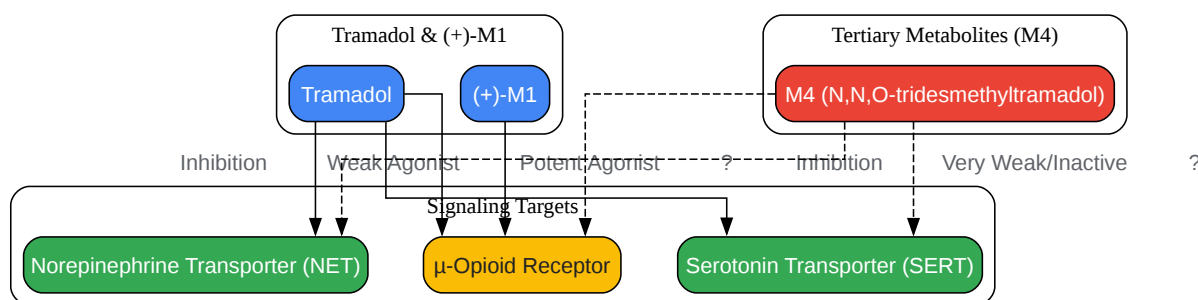 Tramadol & (+)-M1
Tertiary Metabolites (M4)
Tramadol
(+)-M1
M4 (N,N,O-tridesmethyltramadol)
Inhibition
Weak Agonist
Potent Agonist
?
Inhibition
Very Weak/Inactive
?
Signaling Targets
Norepinephrine Transporter (NET)
µ-Opioid Receptor
Serotonin Transporter (SERT)